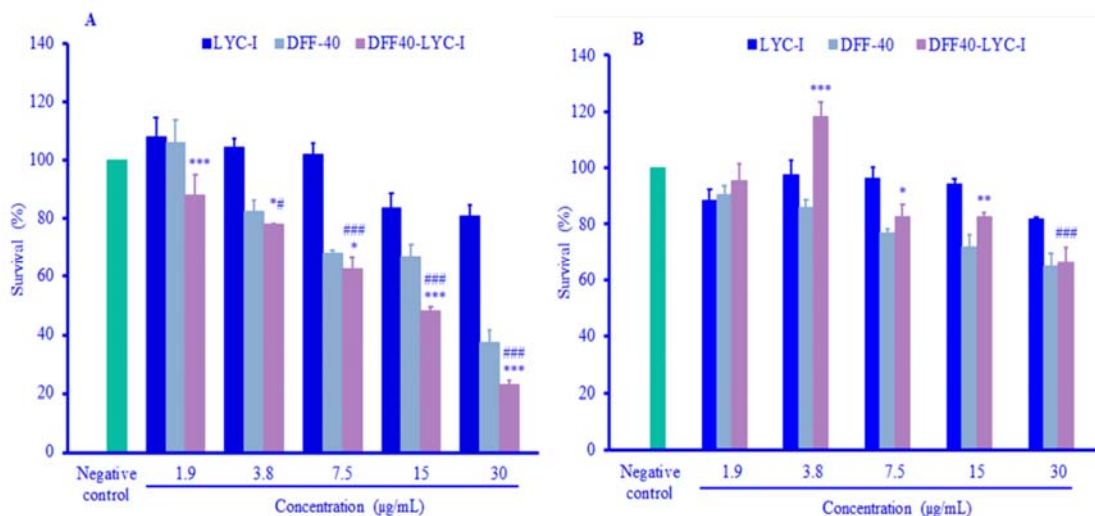 A
LYC-I DFF-40 DFF40-LYC-I
140
120
100
80
60
40
20
0
Survival (%)
***
*#
###
*
###
***
###
***
Negative control
1.9 3.8 7.5 15 30
Concentration (µg/mL)
B
LYC-I DFF-40 DFF40-LYC-I
140
120
100
80
60
40
20
0
Survival (%)
***
*
**
###
Negative control
1.9 3.8 7.5 15 30
Concentration (µg/mL)